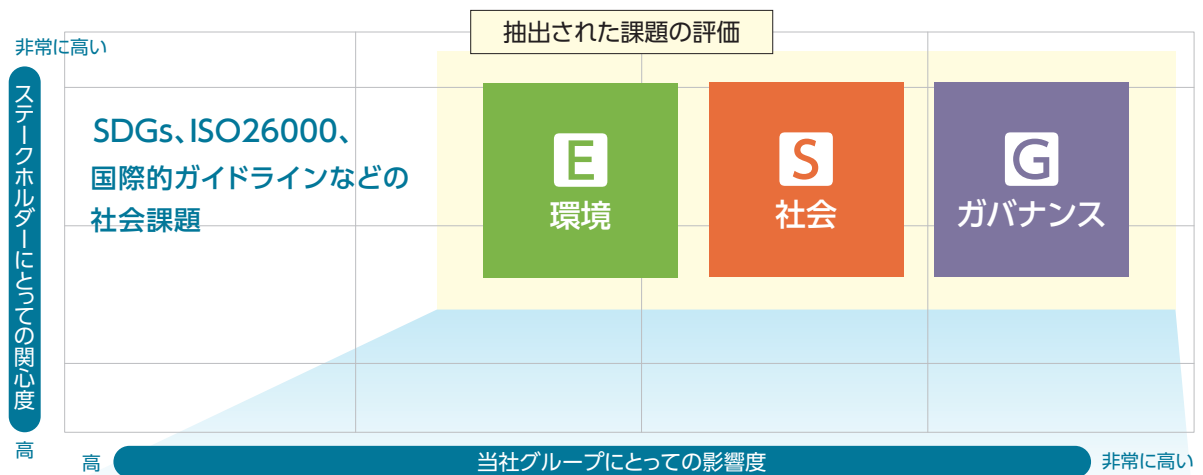 抽出された課題の評価
非常に高い
ステークホルダーにとっての関心度
高
SDGs、ISO26000、
国際的ガイドラインなどの
社会課題
E
環境
S
社会
G
ガバナンス
高
当社グループにとっての影響度
非常に高い